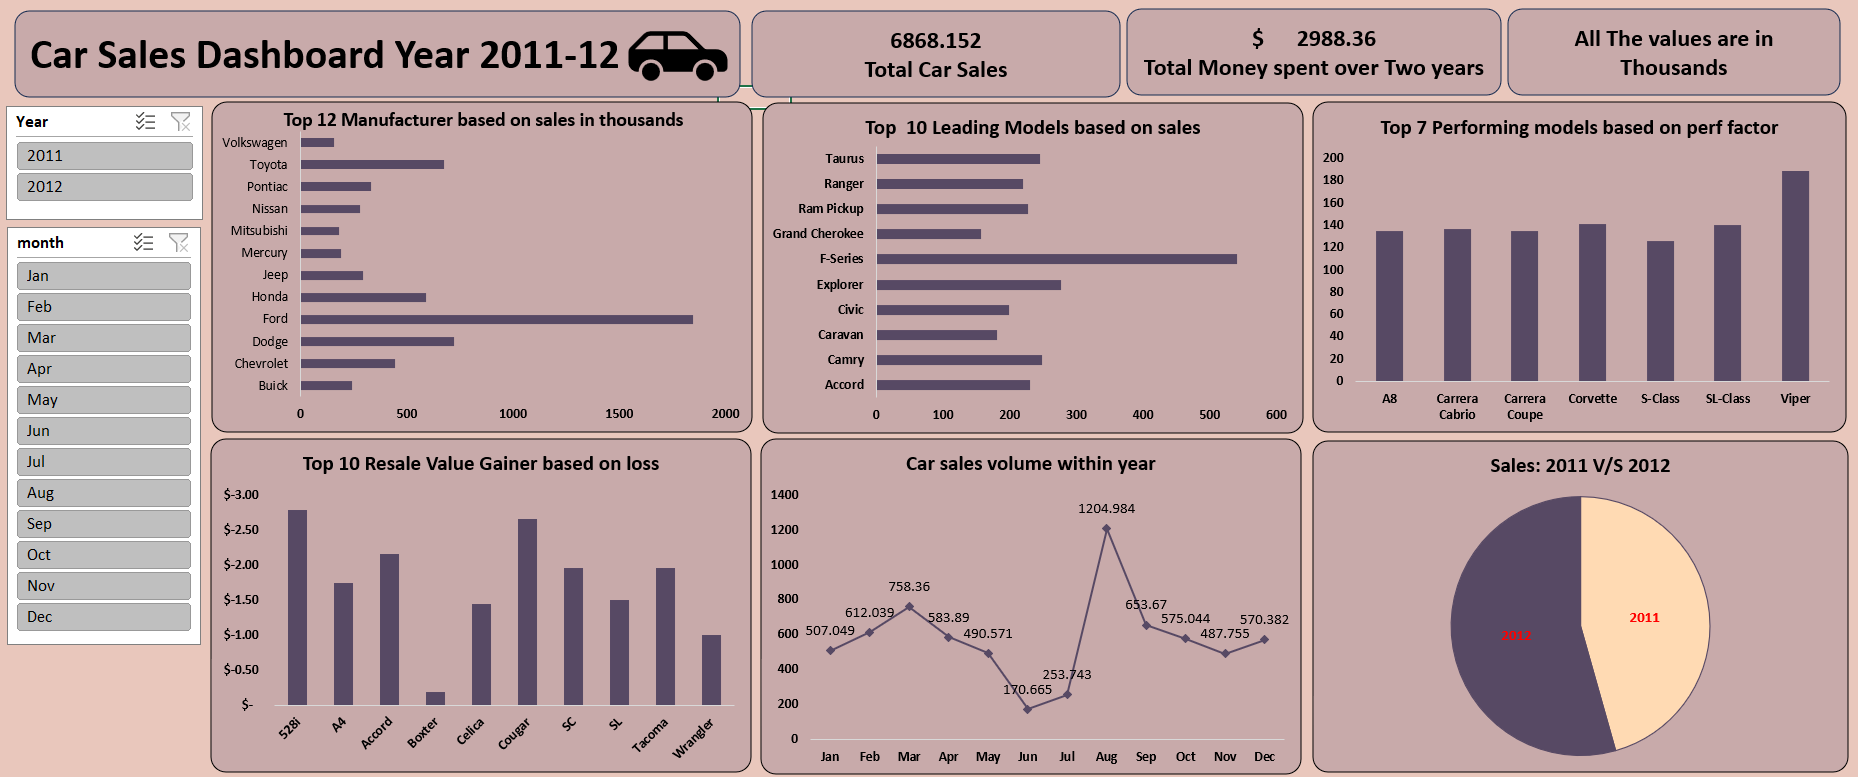 Car Sales Dashboard Year 2011-12
6868.152
Total Car Sales
$ 2988.36
Total Money spent over Two years
All The values are in
Thousands
Year
2011
2012
month
Jan
Feb
Mar
Apr
May
Jun
Jul
Aug
Sep
Oct
Nov
Dec
Top 12 Manufacturer based on sales in thousands
Volkswagen
Toyota
Pontiac
Nissan
Mitsubishi
Mercury
Jeep
Honda
Ford
Dodge
Chevrolet
Buick
0 500 1000 1500 2000
Top 10 Leading Models based on sales
Taurus
Ranger
Ram Pickup
Grand Cherokee
F-Series
Explorer
Civic
Caravan
Camry
Accord
0 100 200 300 400 500 600
Top 7 Performing models based on perf factor
200
180
160
140
120
100
80
60
40
20
0
A8 Carrera Cabrio Carrera Coupe Corvette S-Class SL-Class Viper
Top 10 Resale Value Gainer based on loss
$-3.00
$-2.50
$-2.00
$-1.50
$-1.00
$-0.50
$-
528i A4 Accord Boxter Celica Cougar SC SL Tacoma Wrangler
Car sales volume within year
1400
1200
1000
800
600
400
200
0
507.049 612.039 758.36 583.89 490.571 170.665 253.743 1204.984 653.67 575.044 487.755 570.382
Jan Feb Mar Apr May Jun Jul Aug Sep Oct Nov Dec
Sales: 2011 V/S 2012
2011
2012